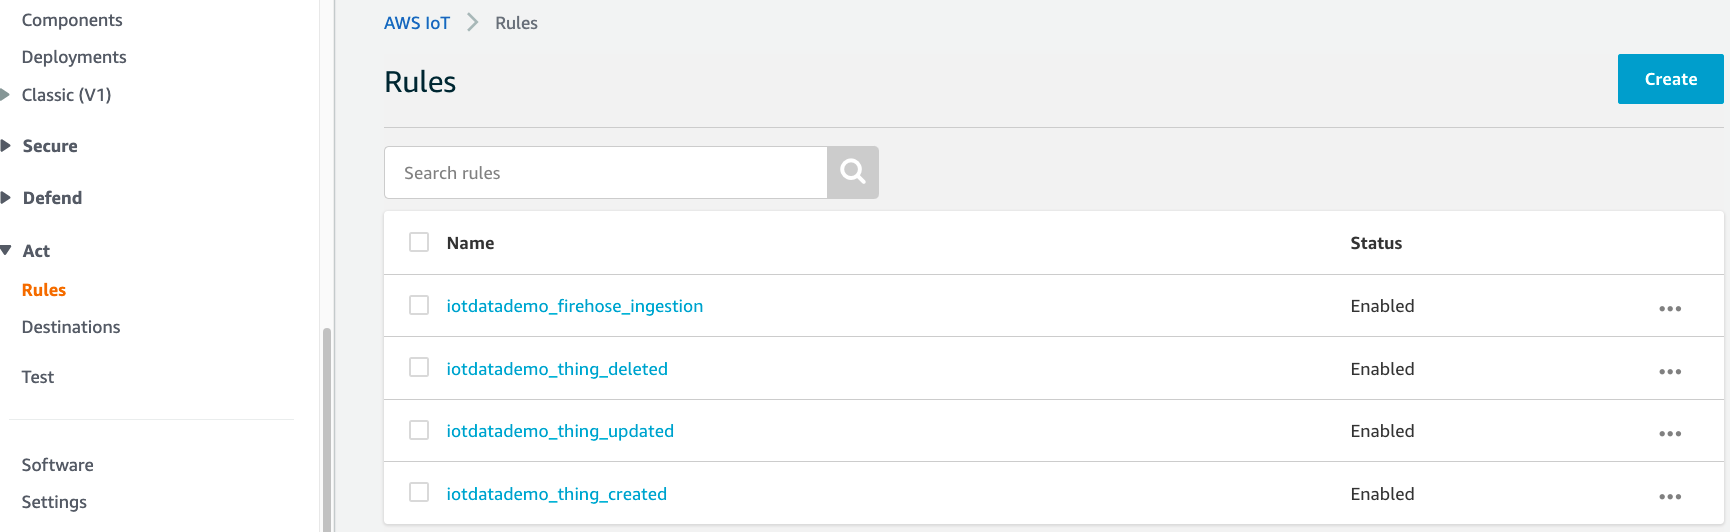 Components
Deployments
Classic (V1)
Secure
Defend
Act
Rules
Destinations
Test
Software
Settings
AWS IoT > Rules
Rules
Create
Search rules
Name Status
iotdatademo_firehose_ingestion Enabled
iotdatademo_thing_deleted Enabled
iotdatademo_thing_updated Enabled
iotdatademo_thing_created Enabled